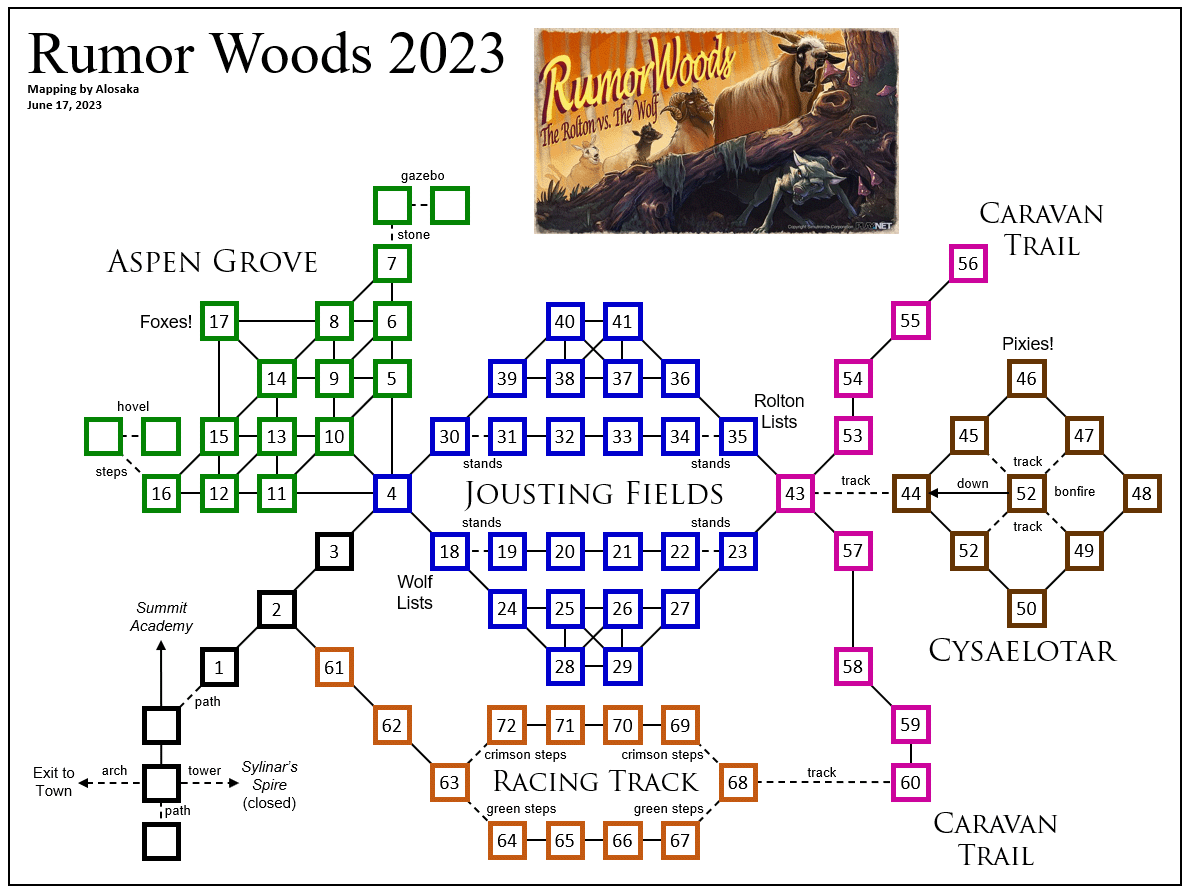 Rumor Woods 2023
Mapping by Alosaka
June 17, 2023
RumorWoods
The Rolton vs. The Wolf
gazebo
stone
CARAVAN
TRAIL
ASPEN GROVE
7
56
Foxes!
17
8
6
40
41
55
Pixies!
14
9
5
39
38
37
36
54
46
hovel
Rolton
Lists
15
13
10
30
31
32
33
34
35
53
45
47
steps
stands
stands
track
16
12
11
4
JOUSTING FIELDS
43
track
44
down
52
bonfire
48
stands
stands
track
3
18
19
20
21
22
23
57
52
49
Wolf
Lists
Summit
Academy
2
24
25
26
27
50
CYSAELOTAR
1
61
28
29
58
path
62
72
71
70
69
59
crimson steps
crimson steps
Exit to
Town
arch
tower
Sylinar's
Spire
(closed)
63
RACING TRACK
68
track
60
path
green steps
green steps
64
65
66
67
CARAVAN
TRAIL